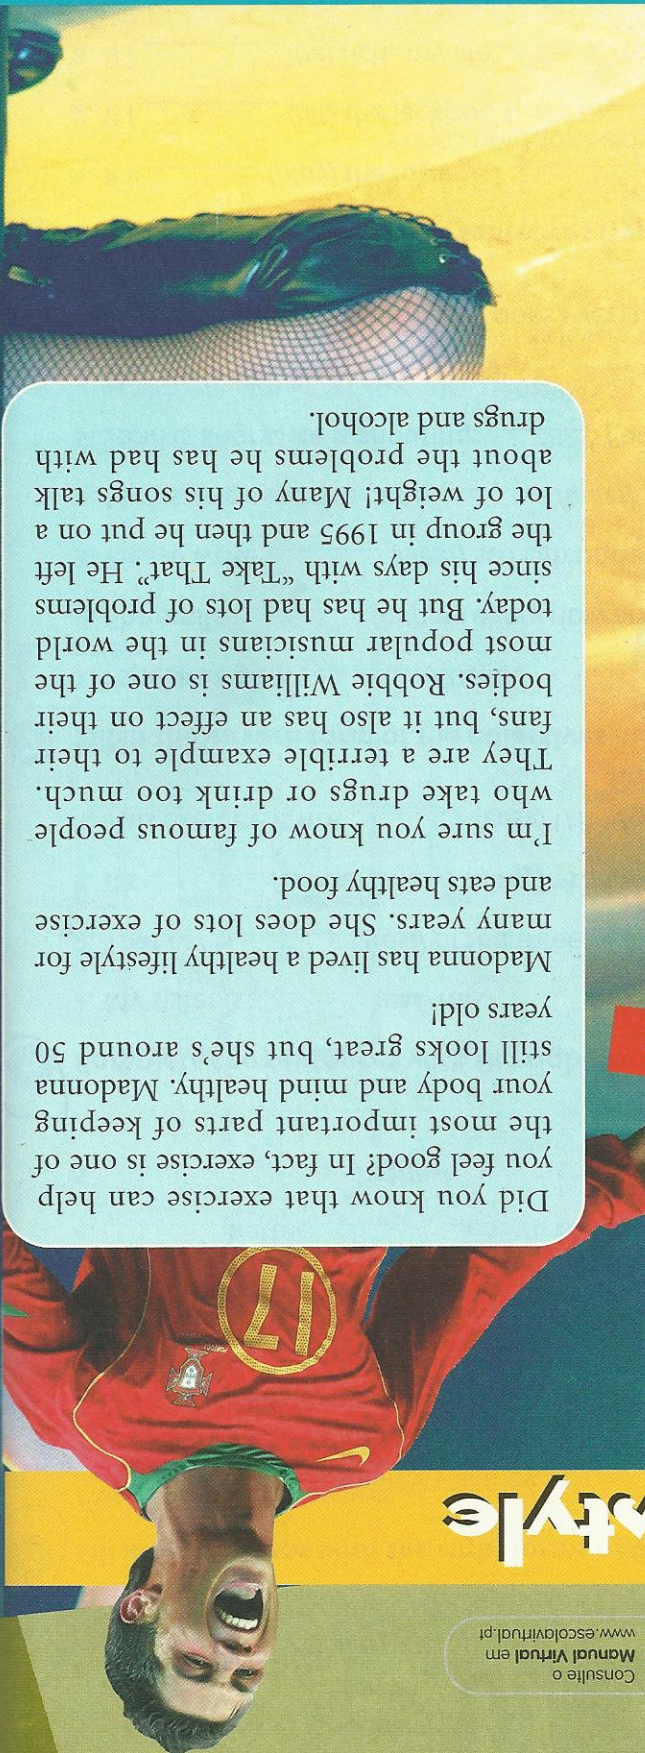 Consulte o
Manual Virtual em
www.escolavirtual.pt
style
17
Did you know that exercise can help
you feel good? In fact, exercise is one of
the most important parts of keeping
your body and mind healthy. Madonna
still looks great, but she's around 50
years old!
Madonna has lived a healthy lifestyle for
many years. She does lots of exercise
and eats healthy food.
I'm sure you know of famous people
who take drugs or drink too much.
They are a terrible example to their
fans, but it also has an effect on their
bodies. Robbie Williams is one of the
most popular musicians in the world
today. But he has had lots of problems
since his days with “Take That”. He left
the group in 1995 and then he put on a
lot of weight! Many of his songs talk
about the problems he has had with
drugs and alcohol.